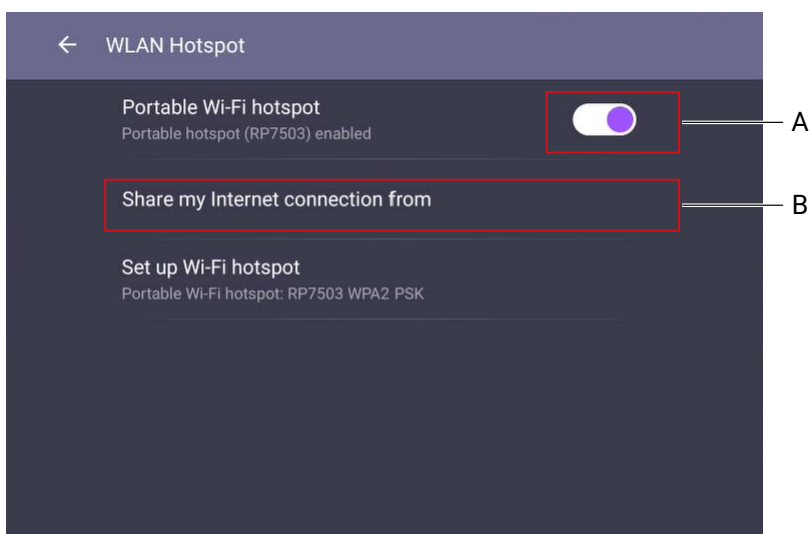 WLAN Hotspot
Portable Wi-Fi hotspot
Portable hotspot (RP7503) enabled
A
Share my Internet connection from
B
Set up Wi-Fi hotspot
Portable Wi-Fi hotspot: RP7503 WPA2 PSK